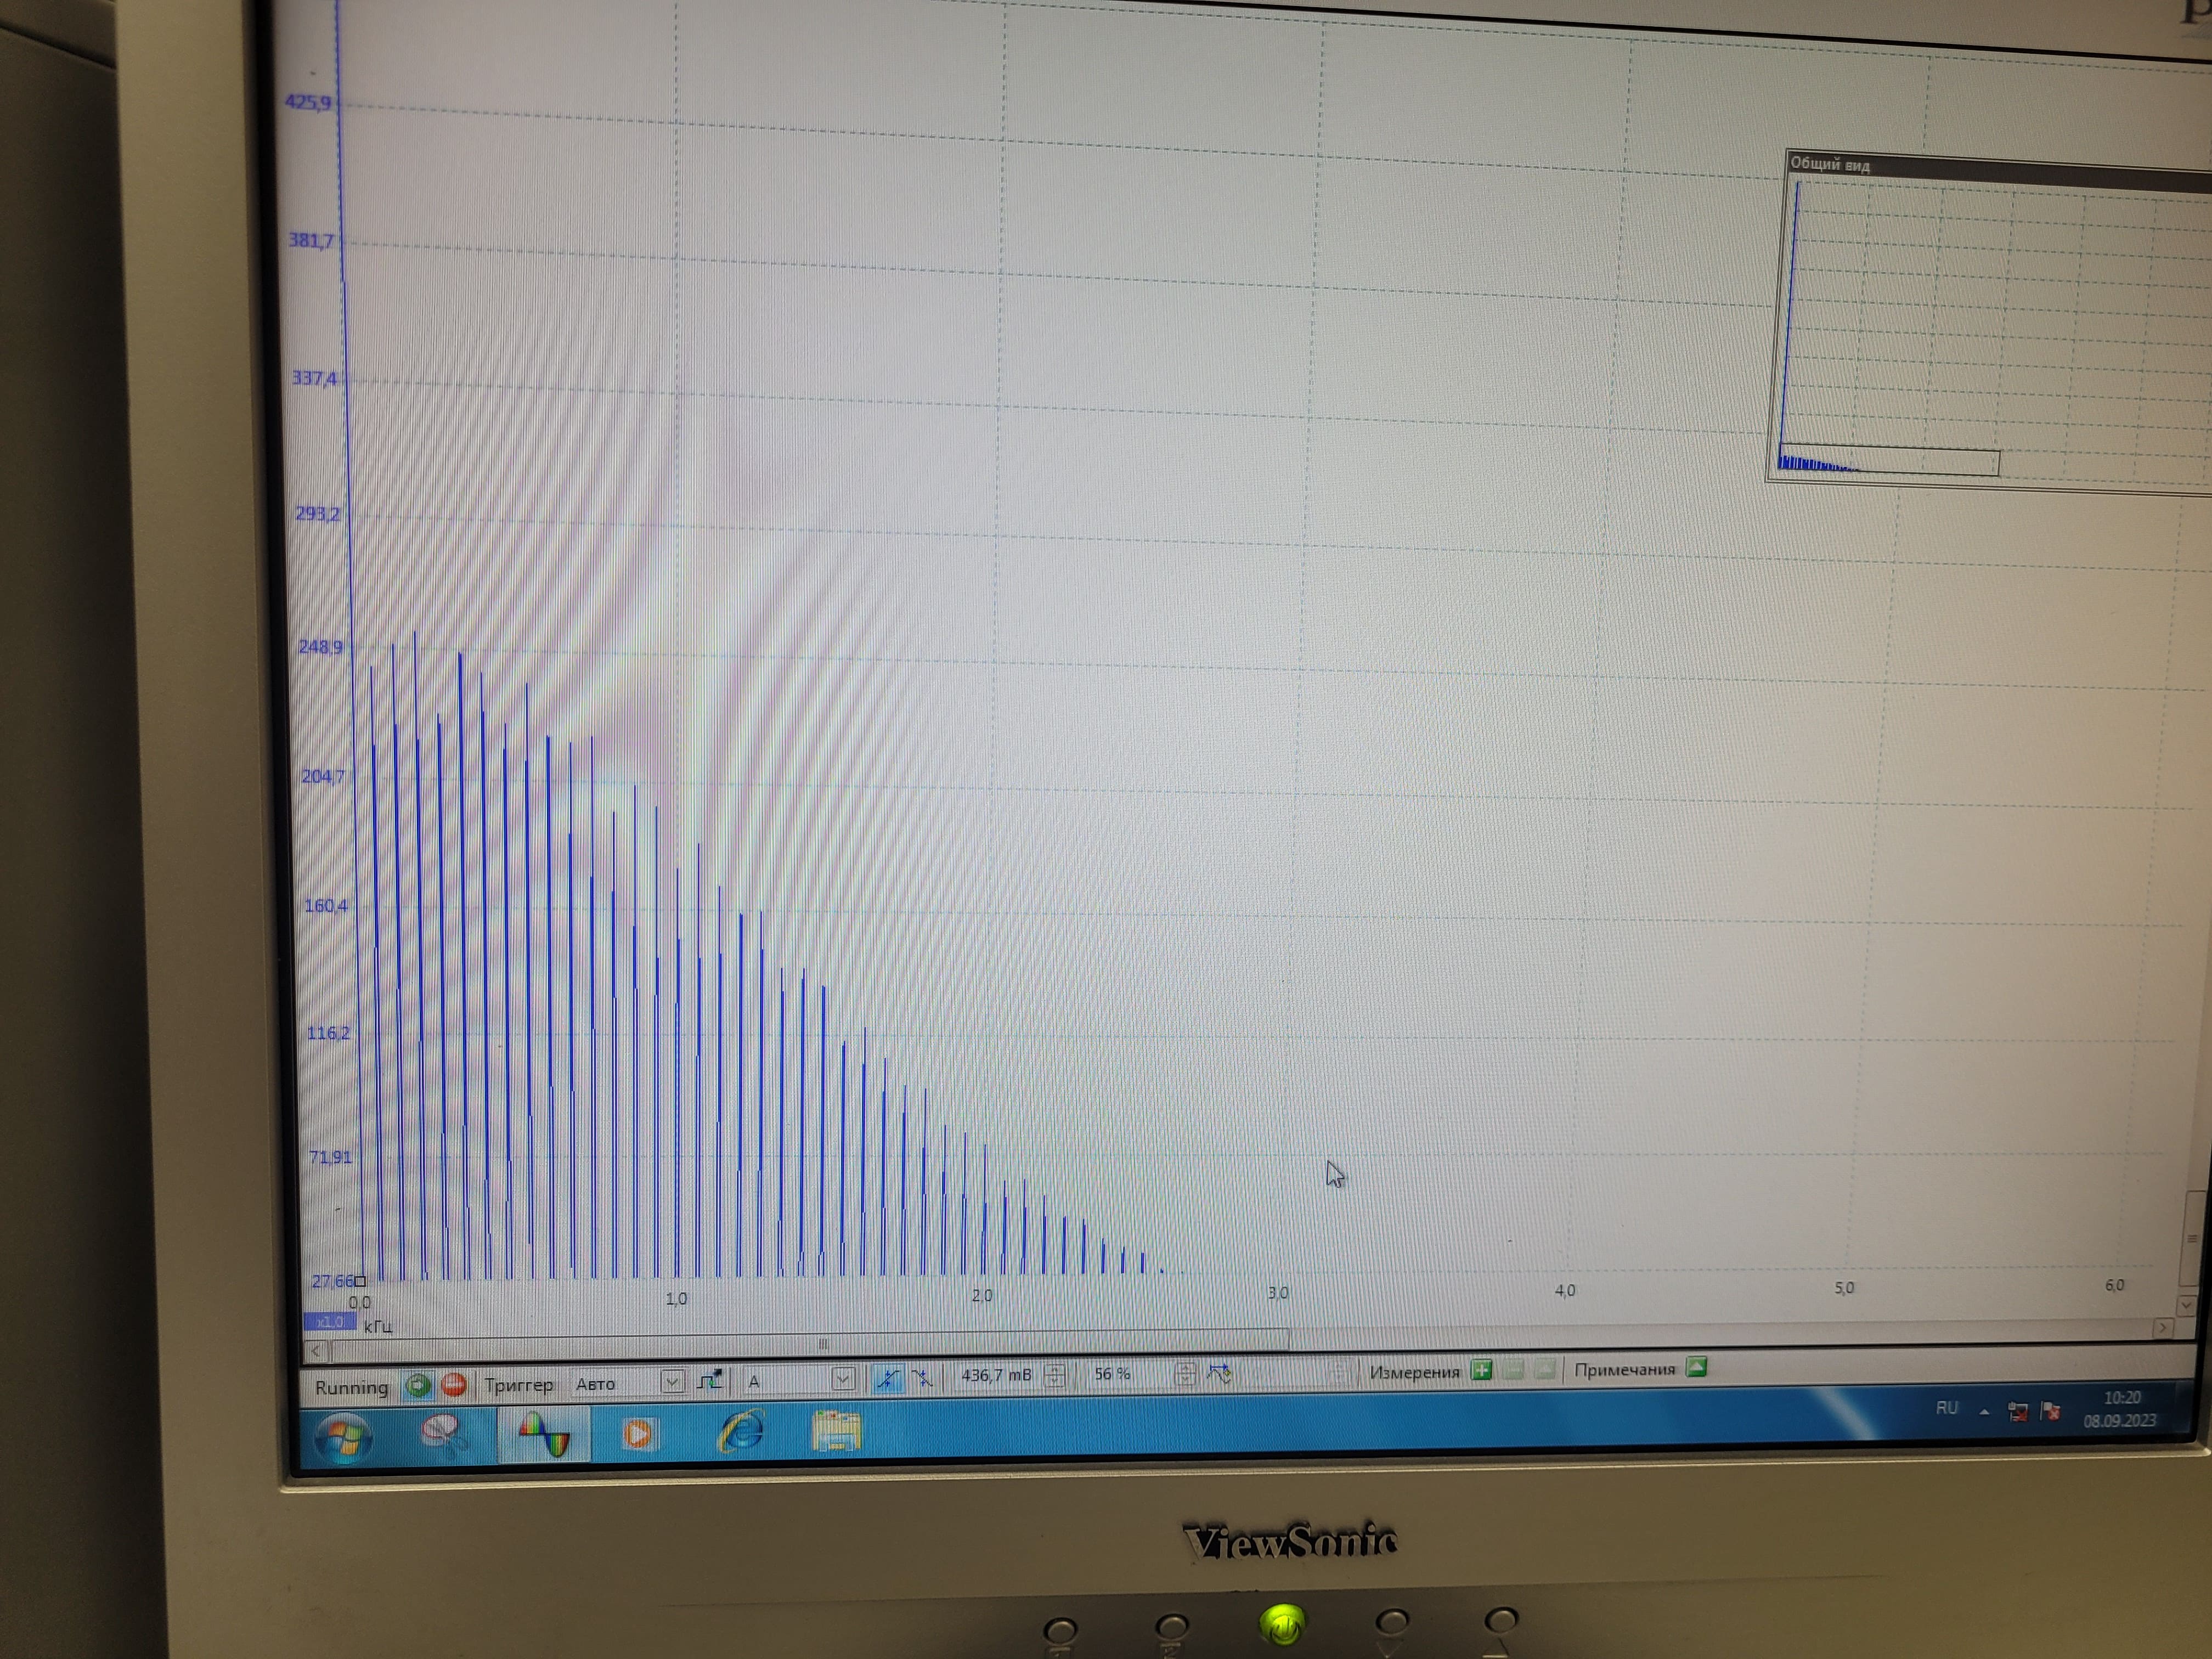 P
425,9
Общий вид
381,7
337,4
293,2
248,9
204,7
160,4
116,2
71,91
27,66
0,0 1,0 2,0 3,0 4,0 5,0 6,0
x1,0 кГц
Running Триггер Авто A 436,7 mB 56 % Измерения Примечания
RU 10:20
08.09.2023
ViewSonic